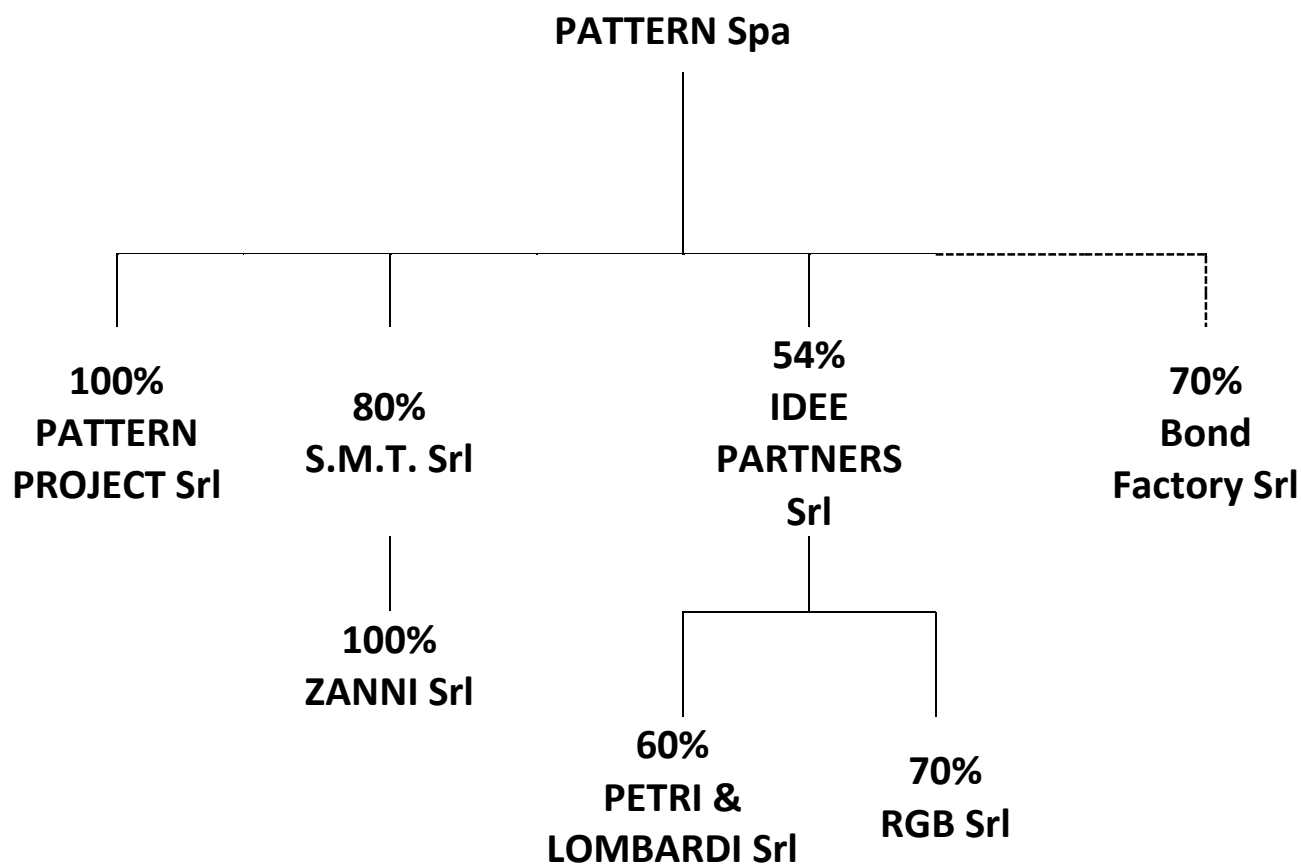 PATTERN Spa
100%
PATTERN
PROJECT Srl
80%
S.M.T. Srl
54%
IDEE
PARTNERS
Srl
70%
Bond
Factory Srl
100%
ZANNI Srl
60%
PETRI &
LOMBARDI Srl
70%
RGB Srl